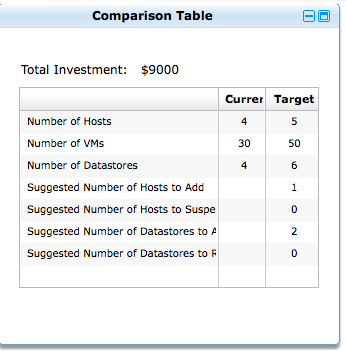 Comparison Table
Total Investment: $9000
Curren Target
Number of Hosts 4 5
Number of VMs 30 50
Number of Datastores 4 6
Suggested Number of Hosts to Add 1
Suggested Number of Hosts to Suspe 0
Suggested Number of Datastores to A 2
Suggested Number of Datastores to R 0